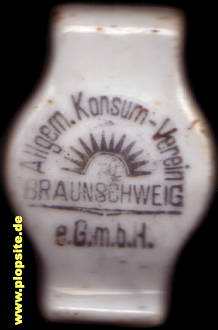 Allgem. Konsum-Verein
BRAUNSCHWEIG
e.G.m.b.H.
www.plopsite.de